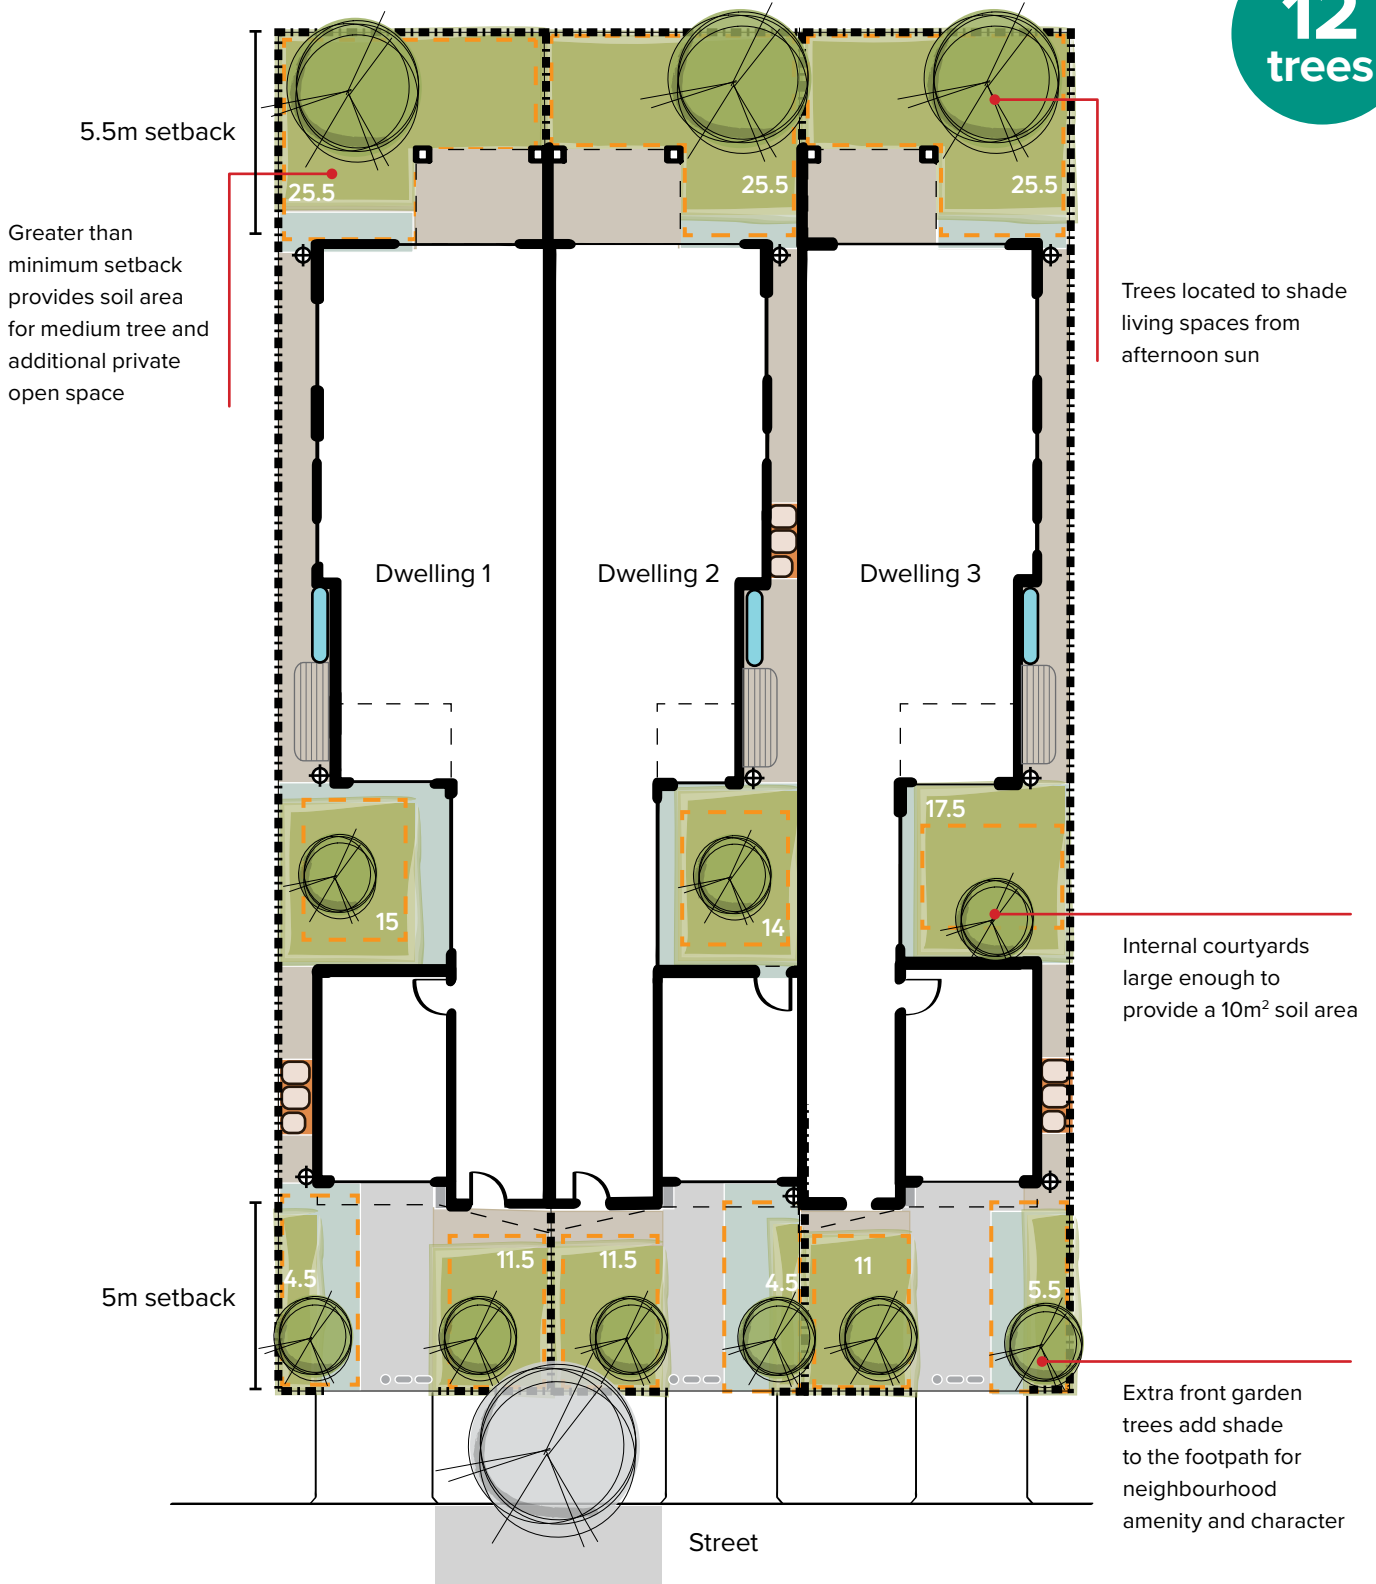 12
trees
5.5m setback
25.5
25.5
25.5
Greater than
minimum setback
provides soil area
for medium tree and
additional private
open space
Trees located to shade
living spaces from
afternoon sun
Dwelling 1
Dwelling 2
Dwelling 3
17.5
15
14
Internal courtyards
large enough to
provide a 10m² soil area
11.5
11.5
11
4.5
4.5
5.5
5m setback
Extra front garden
trees add shade
to the footpath for
neighbourhood
amenity and character
Street